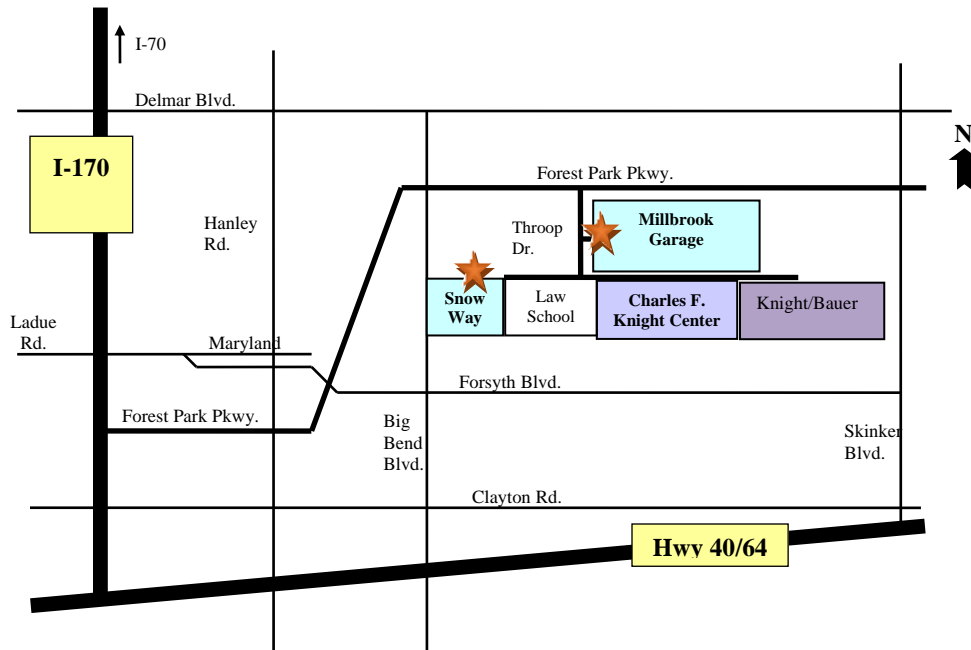 I-70
Delmar Blvd.
N
I-170
Forest Park Pkwy.
Hanley
Rd.
Throop
Dr.
Millbrook
Garage
Snow
Way
Law
School
Charles F.
Knight Center
Knight/Bauer
Ladue
Rd.
Maryland
Forsyth Blvd.
Forest Park Pkwy.
Big
Bend
Blvd.
Skinker
Blvd.
Clayton Rd.
Hwy 40/64